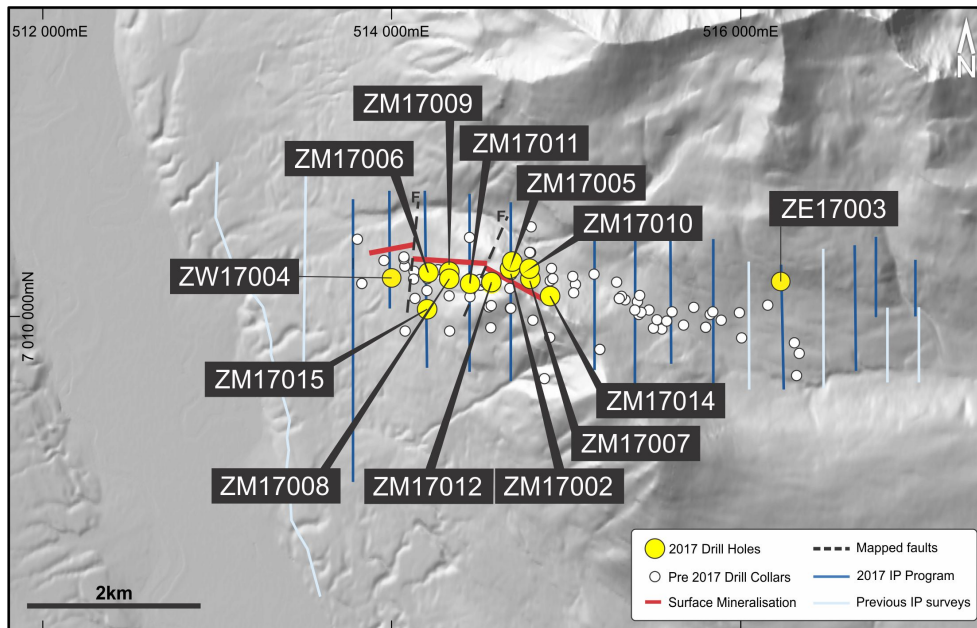 512 000mE
514 000mE
516 000mE
N
ZM17009
ZM17006
ZM17011
ZM17005
ZM17010
ZE17003
F
F
ZW17004
7 010 000mN
ZM17015
ZM17014
ZM17007
ZM17008
ZM17012
ZM17002
2km
2017 Drill Holes
Mapped faults
Pre 2017 Drill Collars
2017 IP Program
Surface Mineralisation
Previous IP surveys